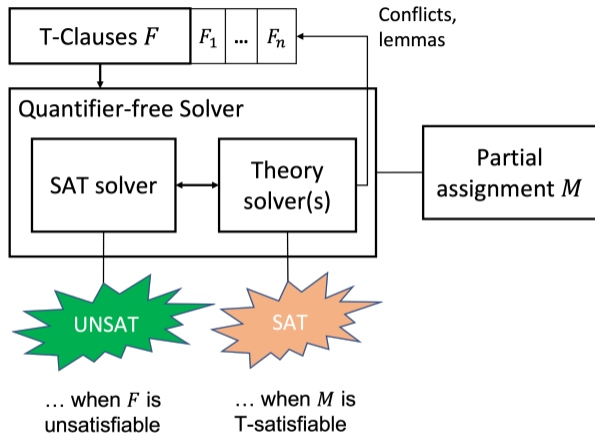 T-Clauses F
F₁ ... Fₙ
Conflicts,
lemmas
Quantifier-free Solver
SAT solver
Theory
solver(s)
Partial
assignment M
UNSAT
SAT
… when F is
unsatisfiable
… when M is
T-satisfiable